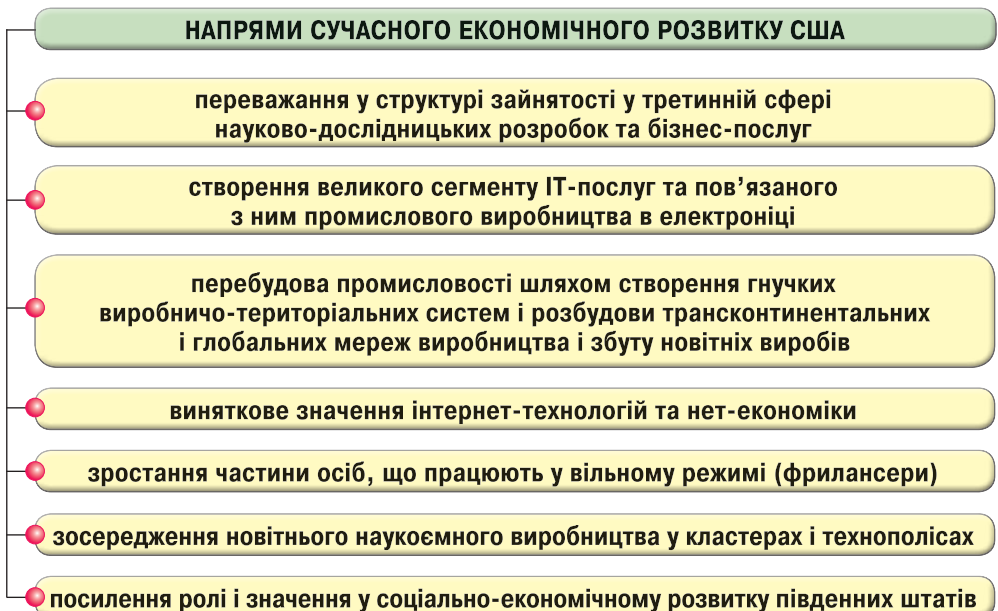 НАПРЯМИ СУЧАСНОГО ЕКОНОМІЧНОГО РОЗВИТКУ США
переважання у структурі зайнятості у третинній сфері
науково-дослідницьких розробок та бізнес-послуг
створення великого сегменту ІТ-послуг та пов’язаного
з ним промислового виробництва в електроніці
перебудова промисловості шляхом створення гнучких
виробничо-територіальних систем і розбудови трансконтинентальних
і глобальних мереж виробництва і збуту новітніх виробів
виняткове значення інтернет-технологій та нет-економіки
зростання частини осіб, що працюють у вільному режимі (фрилансери)
зосередження новітнього наукоємного виробництва у кластерах і технополісах
посилення ролі і значення у соціально-економічному розвитку південних штатів